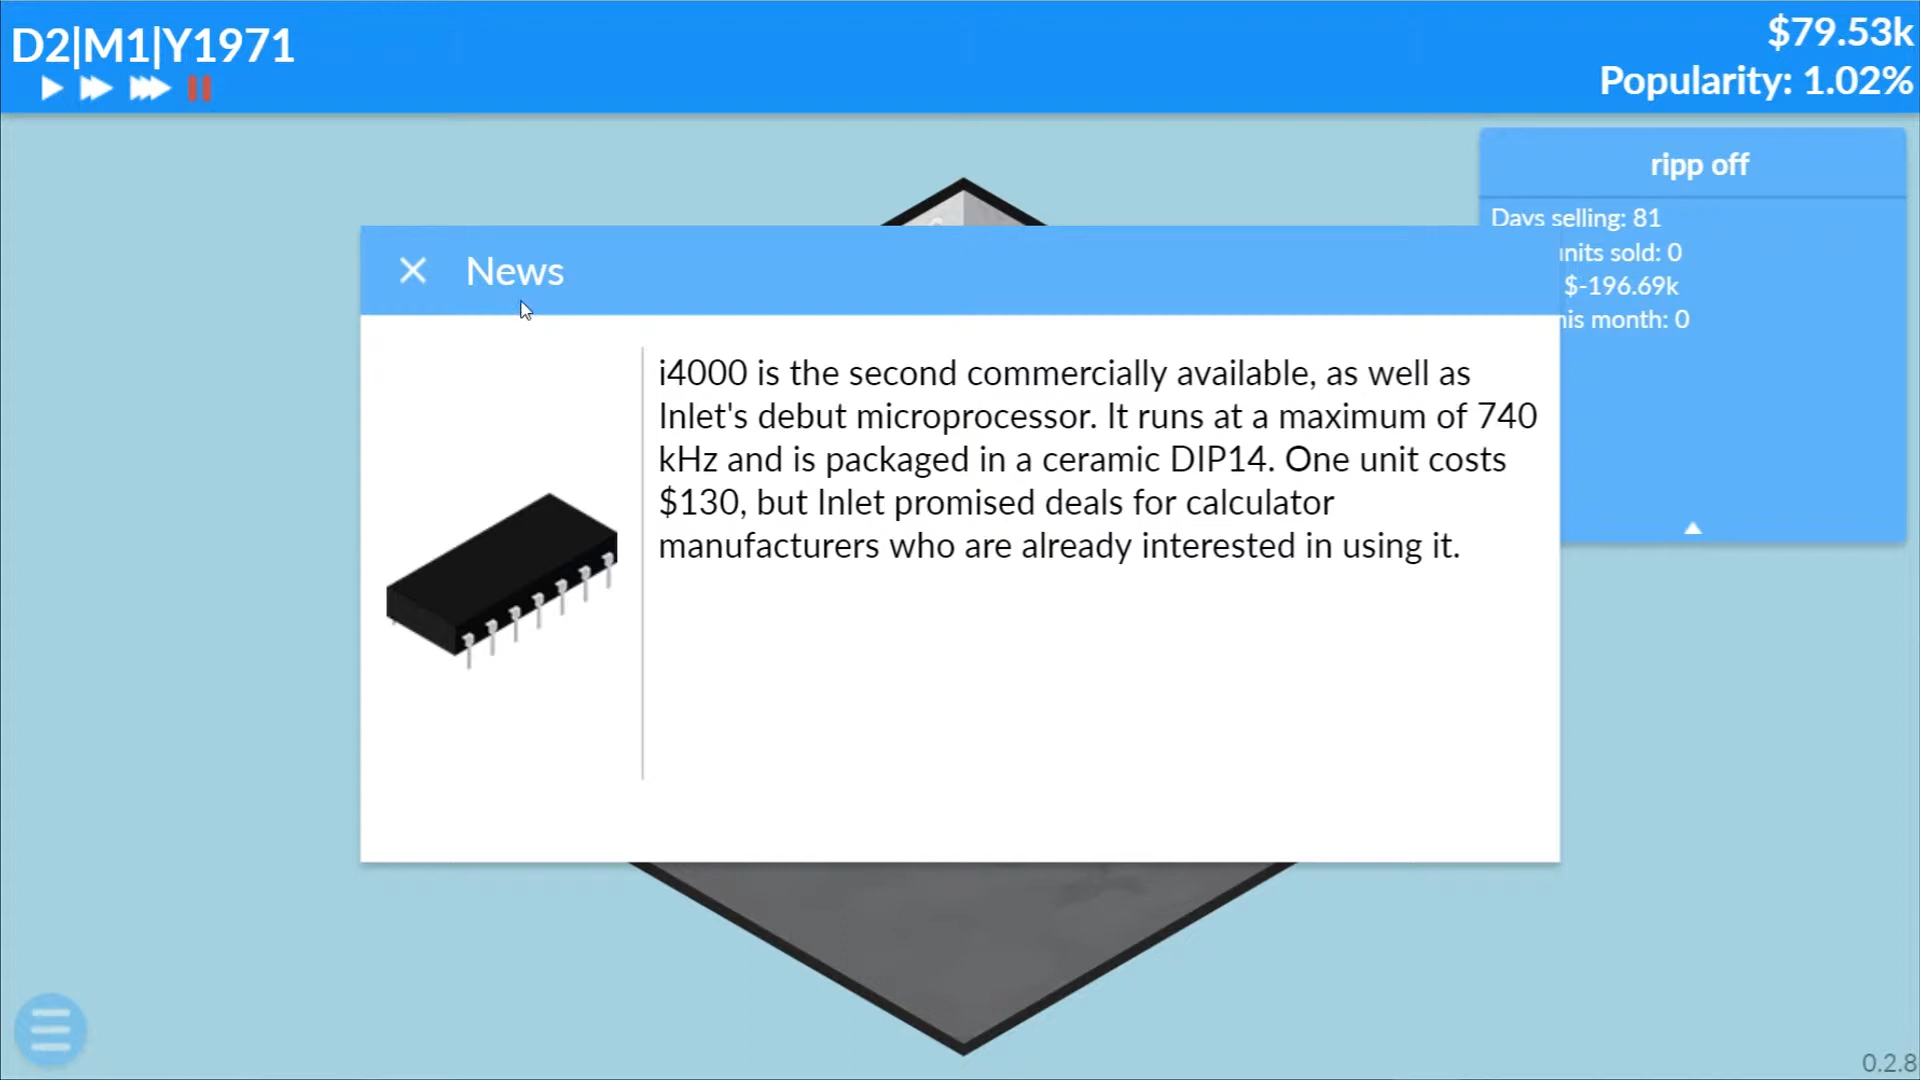 D2|M1|Y1971
$79.53k
Popularity: 1.02%
ripp off
Days selling: 81
units sold: 0
$-196.69k
his month: 0
News
i4000 is the second commercially available, as well as
Inlet's debut microprocessor. It runs at a maximum of 740
kHz and is packaged in a ceramic DIP14. One unit costs
$130, but Inlet promised deals for calculator
manufacturers who are already interested in using it.
0.2.8